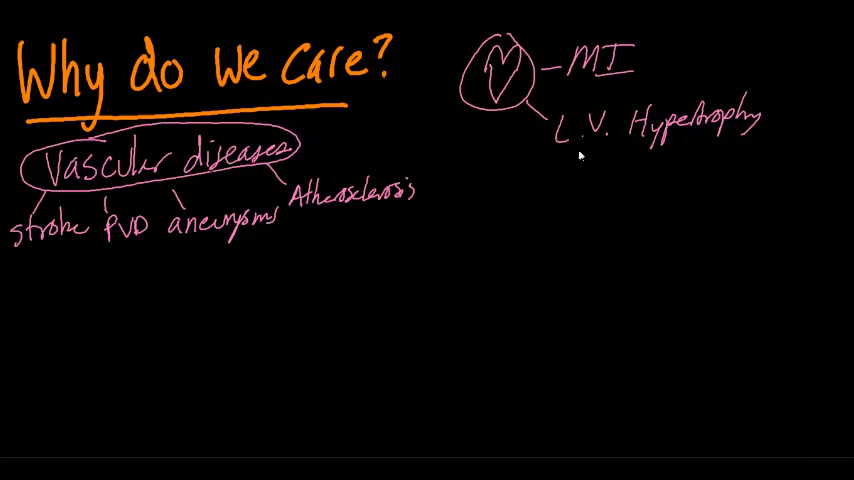 Why do we care?
Vascular diseases
stroke PVD aneurysms Atherosclerosis
MI
L.V. Hypertrophy